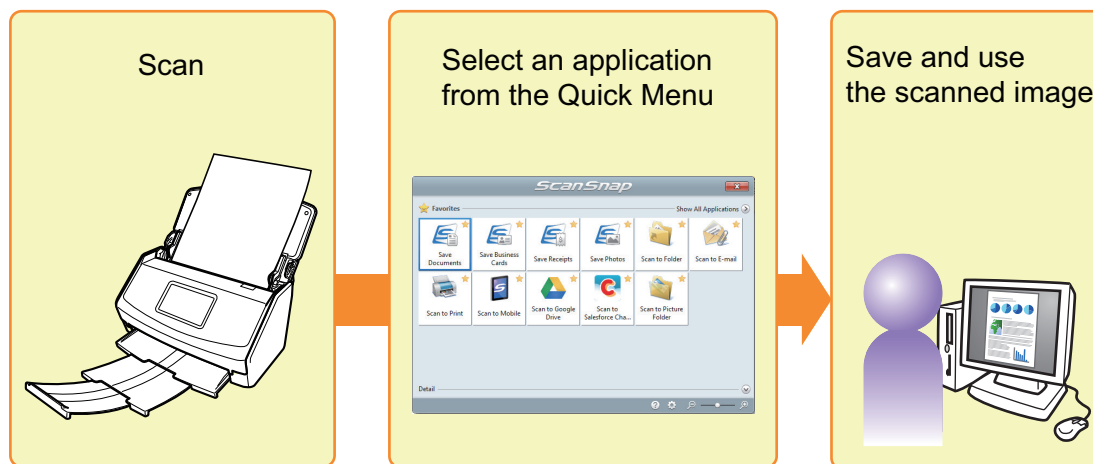 Scan
Select an application
from the Quick Menu
Save and use
the scanned image
ScanSnap
Favorites
Show All Applications
Save
Documents
Save Business
Cards
Save Receipts
Save Photos
Scan to Folder
Scan to E-mail
Scan to Print
Scan to Mobile
Scan to Google
Drive
Scan to
Salesforce Cha...
Scan to Picture
Folder
Detail